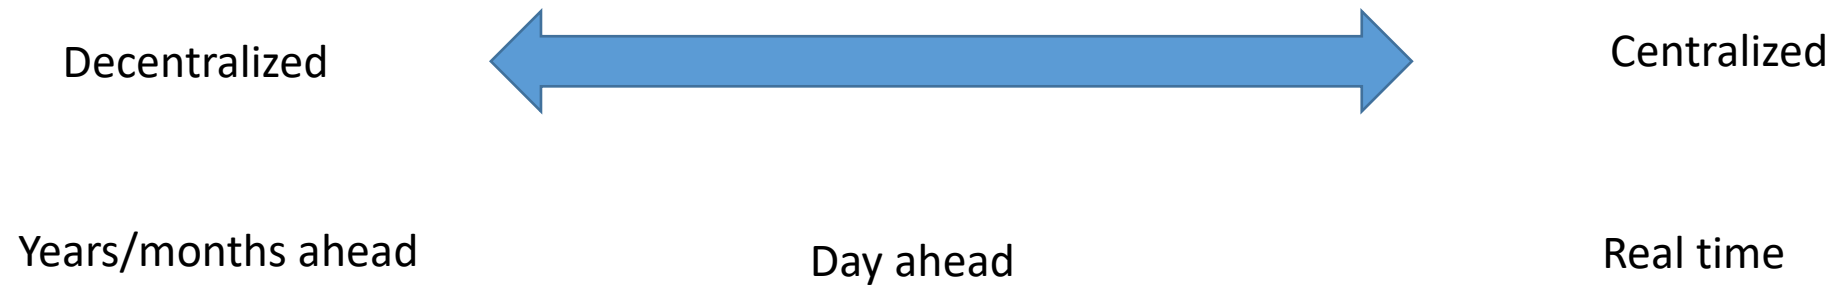 Decentralized
Centralized
Years/months ahead
Day ahead
Real time